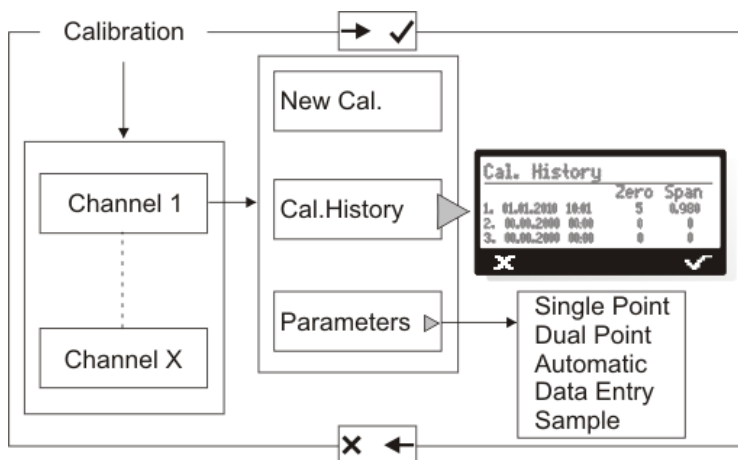 Calibration
New Cal.
Channel 1
Cal.History
Parameters
Channel X
Cal. History
Zero Span
1. 01.01.2010 10:01 5 0.980
2. 00.00.2000 00:00 0 0
3. 00.00.2000 00:00 0 0
Single Point
Dual Point
Automatic
Data Entry
Sample